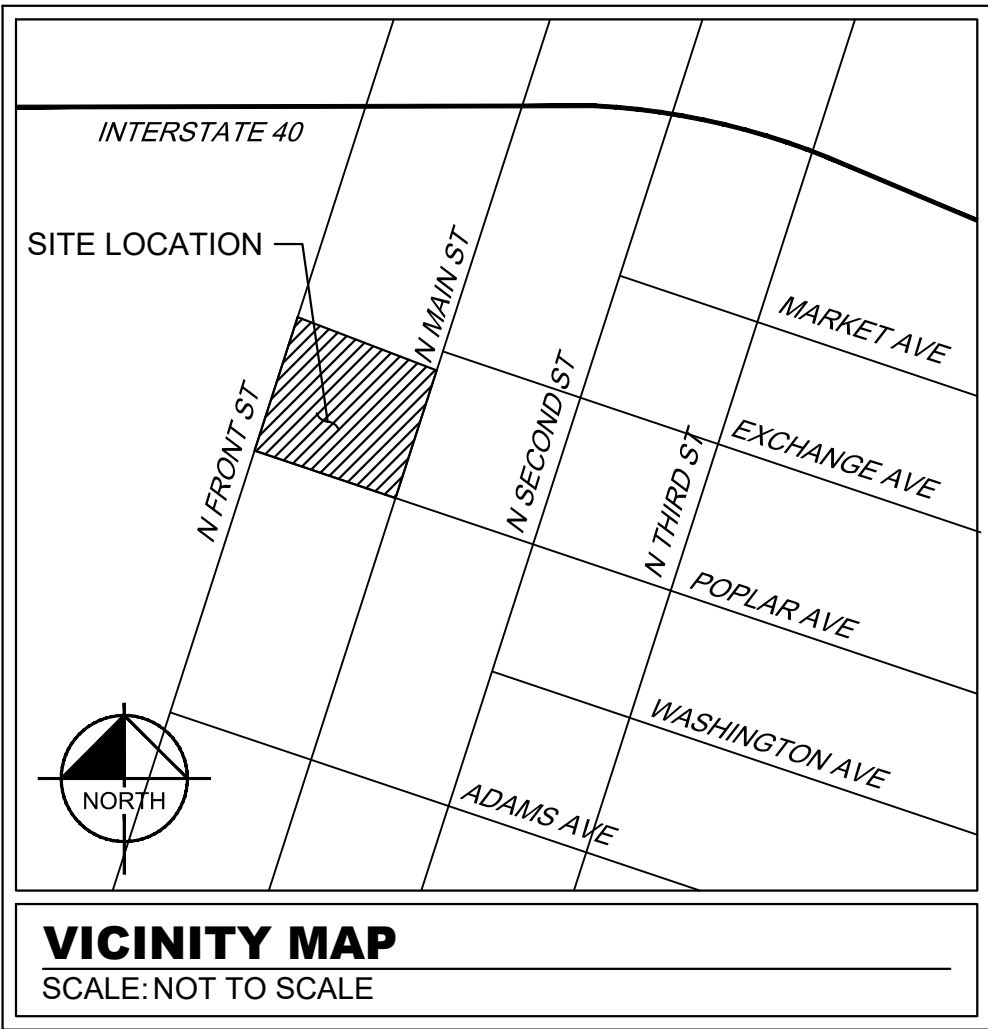 INTERSTATE 40
SITE LOCATION
N MAIN ST
MARKET AVE
N FRONT ST
N SECOND ST
N THIRD ST
EXCHANGE AVE
POPLAR AVE
WASHINGTON AVE
NORTH
ADAMS AVE
VICINITY MAP
SCALE: NOT TO SCALE